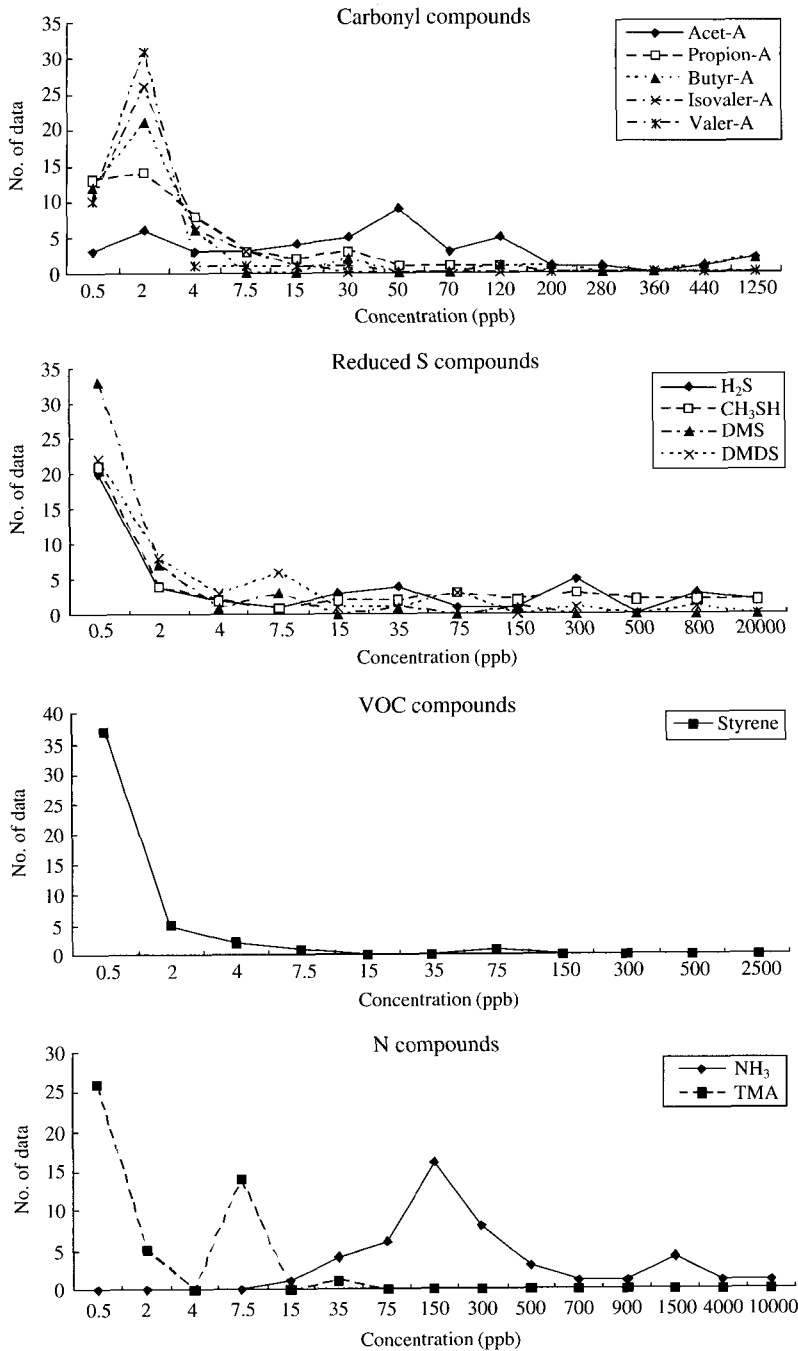 Carbonyl compounds
35
30
25
20
15
10
5
0
No. of data
Acet-A
Propion-A
Butyr-A
Isovaler-A
Valer-A
0.5 2 4 7.5 15 30 50 70 120 200 280 360 440 1250
Concentration (ppb)
Reduced S compounds
35
30
25
20
15
10
5
0
No. of data
H₂S
CH₃SH
DMS
DMDS
0.5 2 4 7.5 15 35 75 150 300 500 800 20000
Concentration (ppb)
VOC compounds
40
35
30
25
20
15
10
5
0
No. of data
Styrene
0.5 2 4 7.5 15 35 75 150 300 500 2500
Concentration (ppb)
N compounds
30
25
20
15
10
5
0
No. of data
NH₃
TMA
0.5 2 4 7.5 15 35 75 150 300 500 700 900 1500 4000 10000
Concentration (ppb)